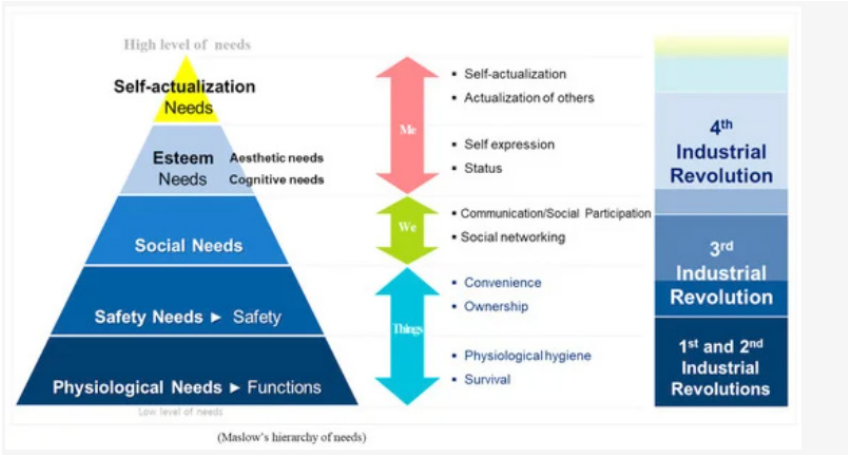 High level of needs
Self-actualization
Needs
Esteem
Needs
Aesthetic needs
Cognitive needs
Social Needs
Safety Needs ► Safety
Physiological Needs ► Functions
Low level of needs
(Maslow's hierarchy of needs)
Me
We
Things
▪ Self-actualization
▪ Actualization of others
▪ Self expression
▪ Status
▪ Communication/Social Participation
▪ Social networking
▪ Convenience
▪ Ownership
▪ Physiological hygiene
▪ Survival
4th
Industrial
Revolution
3rd
Industrial
Revolution
1st and 2nd
Industrial
Revolutions